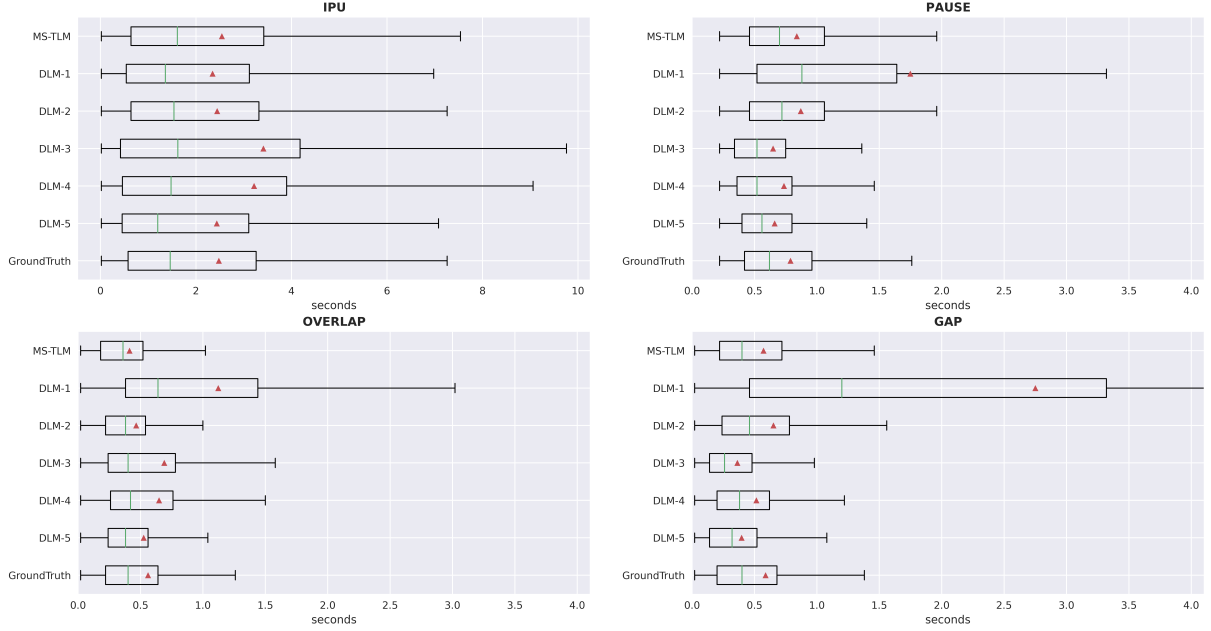 IPU
MS-TLM
DLM-1
DLM-2
DLM-3
DLM-4
DLM-5
GroundTruth
0 2 4 6 8 10
seconds
PAUSE
MS-TLM
DLM-1
DLM-2
DLM-3
DLM-4
DLM-5
GroundTruth
0.0 0.5 1.0 1.5 2.0 2.5 3.0 3.5 4.0
seconds
OVERLAP
MS-TLM
DLM-1
DLM-2
DLM-3
DLM-4
DLM-5
GroundTruth
0.0 0.5 1.0 1.5 2.0 2.5 3.0 3.5 4.0
seconds
GAP
MS-TLM
DLM-1
DLM-2
DLM-3
DLM-4
DLM-5
GroundTruth
0.0 0.5 1.0 1.5 2.0 2.5 3.0 3.5 4.0
seconds